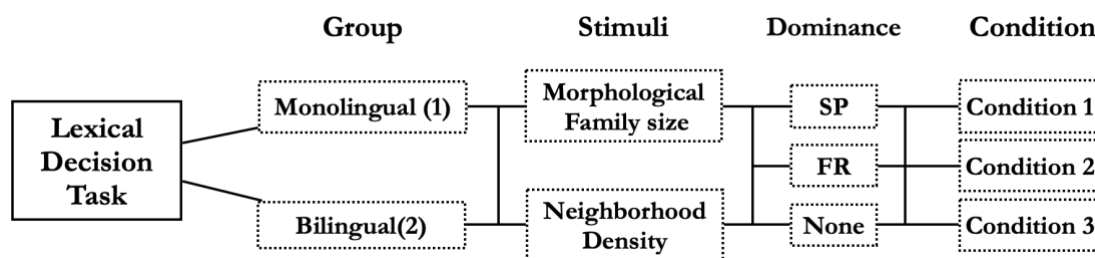 Group
Stimuli
Dominance
Condition
Lexical
Decision
Task
Monolingual (1)
Bilingual(2)
Morphological
Family size
Neighborhood
Density
SP
FR
None
Condition 1
Condition 2
Condition 3